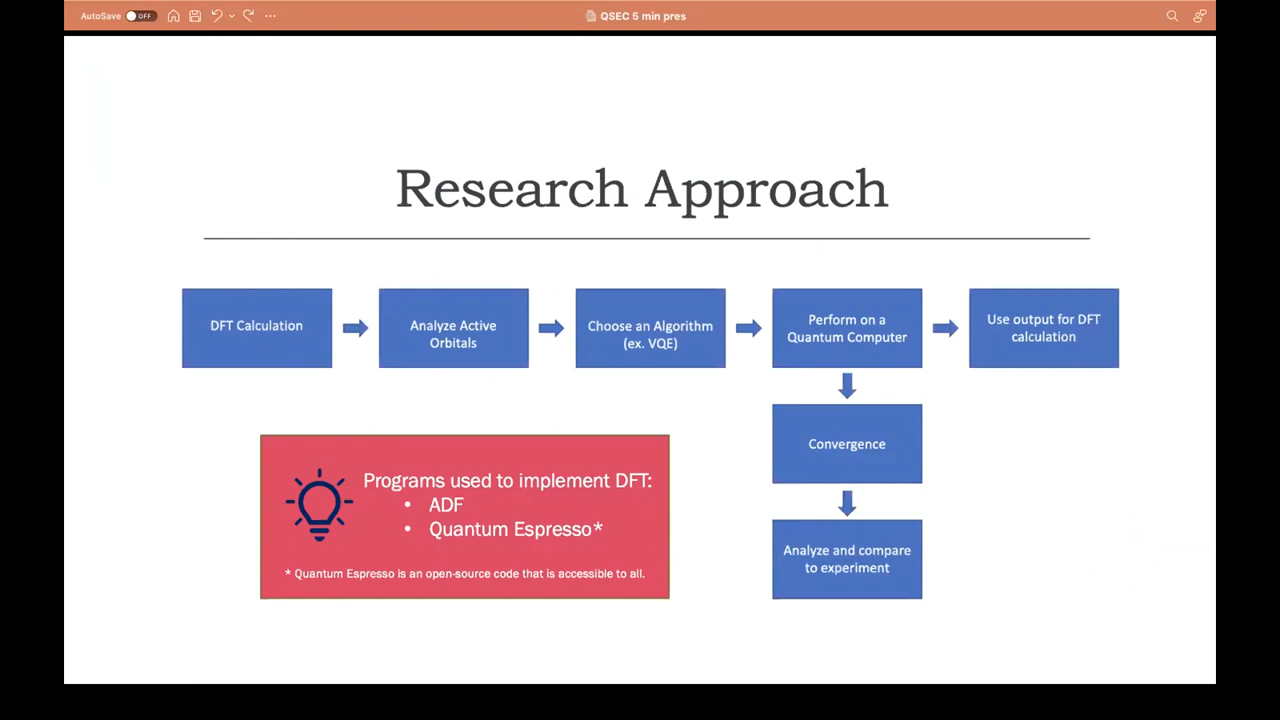 AutoSave OFF
QSEC 5 min pres
Research Approach
DFT Calculation
Analyze Active
Orbitals
Choose an Algorithm
(ex. VQE)
Perform on a
Quantum Computer
Use output for DFT
calculation
Convergence
Analyze and compare
to experiment
Programs used to implement DFT:
• ADF
• Quantum Espresso*
* Quantum Espresso is an open-source code that is accessible to all.